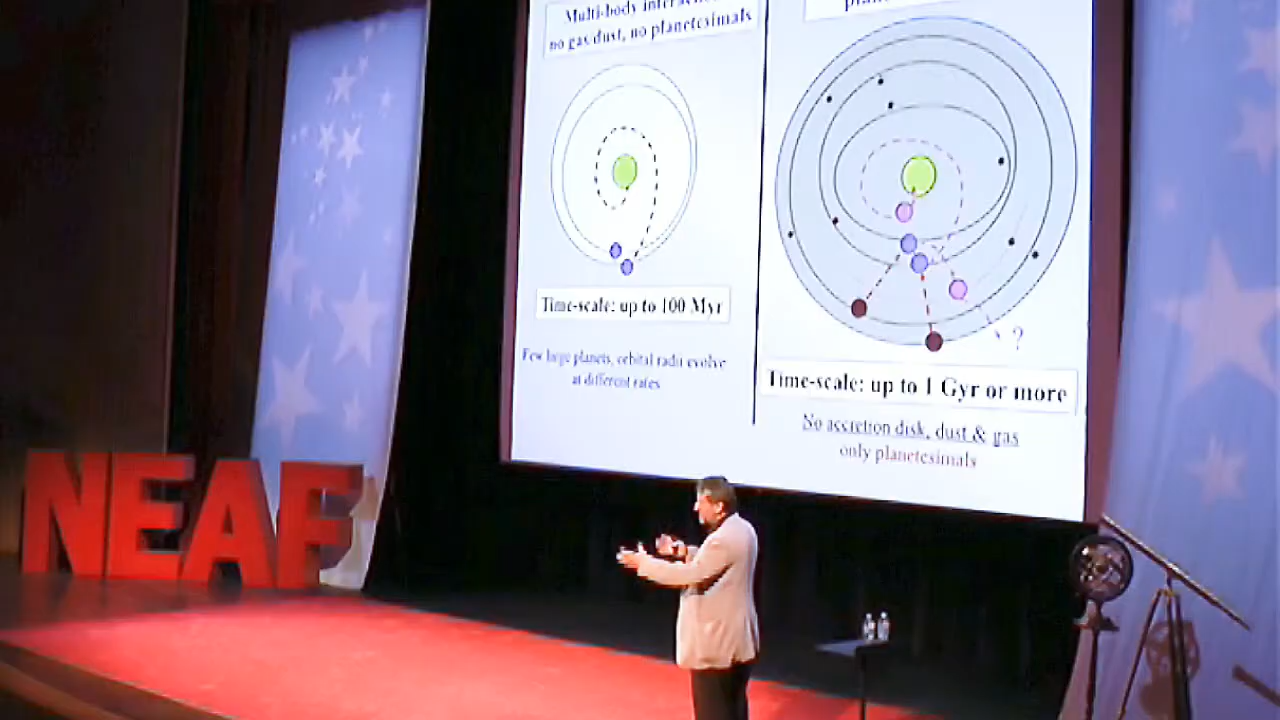 Multi-body
no gas/dust, no planetesimals
Time-scale: up to 100 Myr
Few large planets, orbital radii evolve
at different rates
?
?
Time-scale: up to 1 Gyr or more
No accretion disk, dust & gas
only planetesimals
NEAF